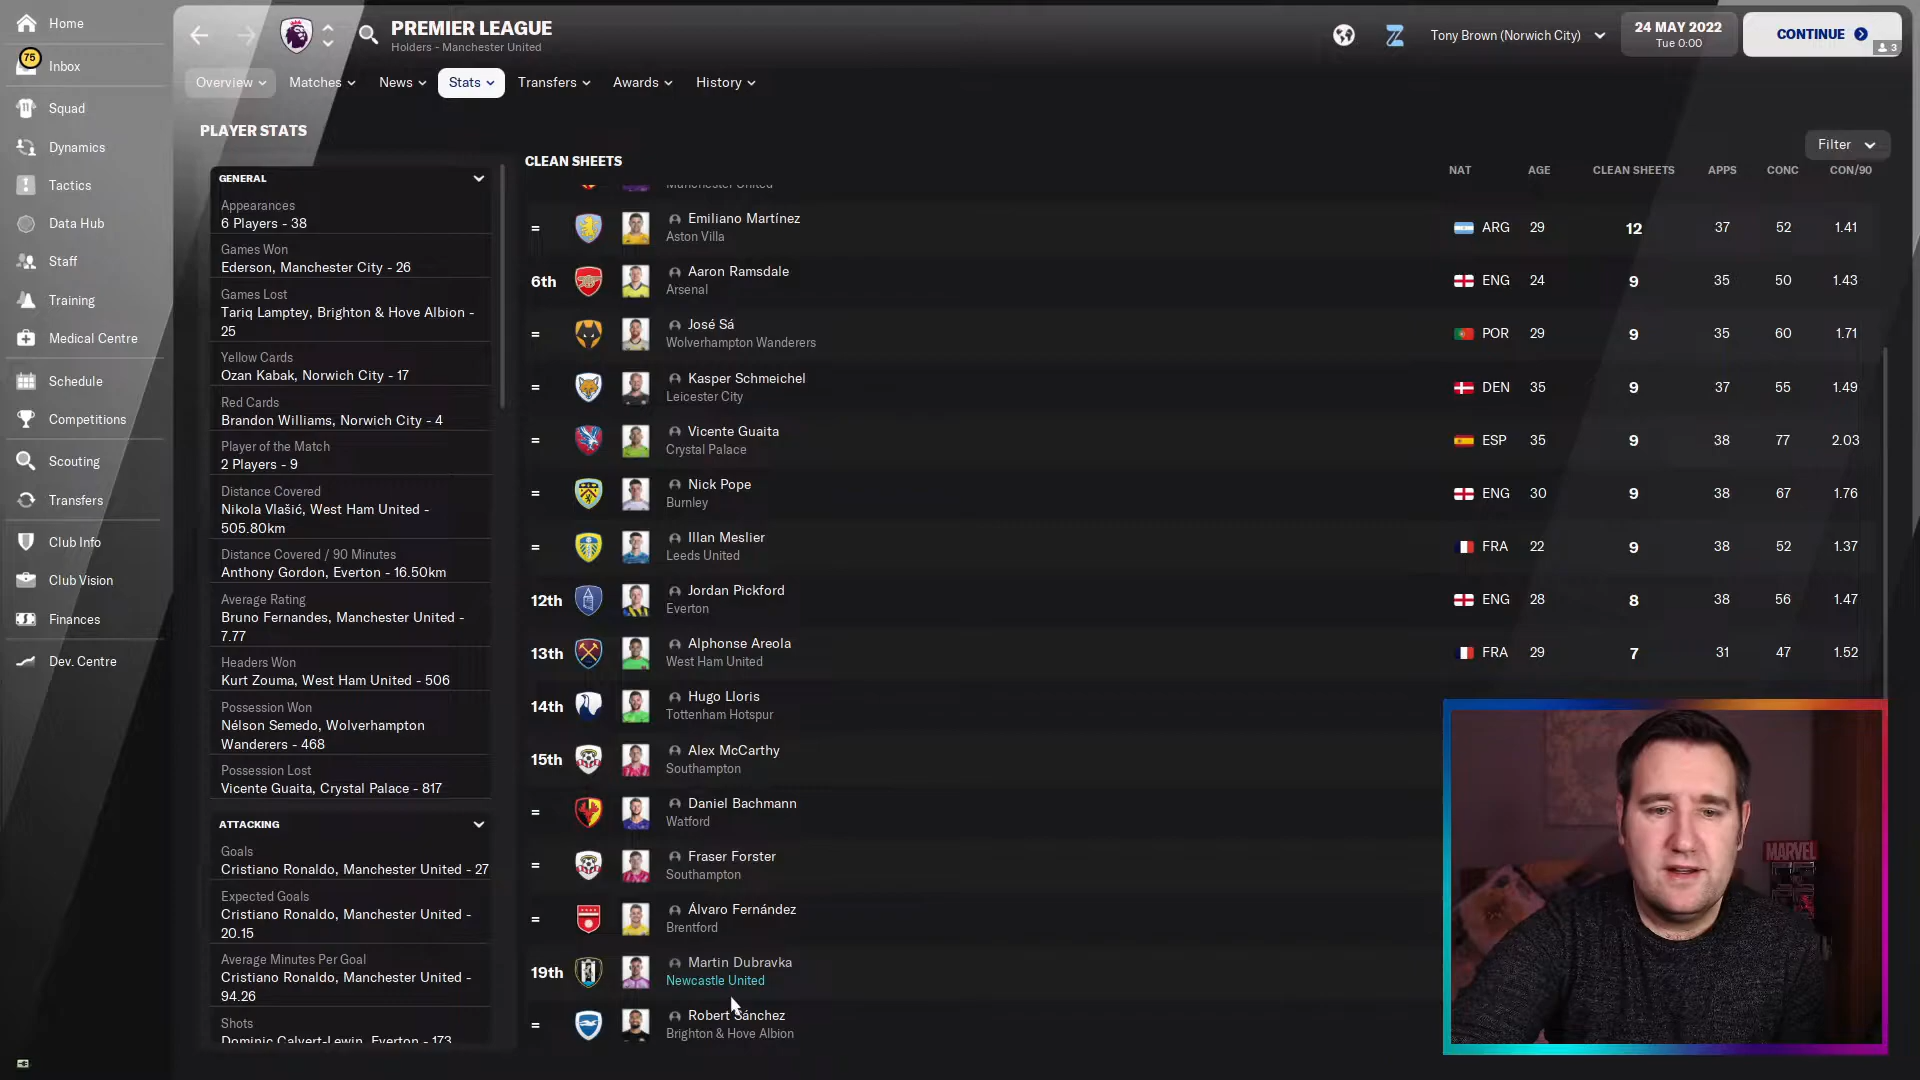 Home
75
Inbox
Squad
Dynamics
Tactics
Data Hub
Staff
Training
Medical Centre
Schedule
Competitions
Scouting
Transfers
Club Info
Club Vision
Finances
Dev. Centre
PREMIER LEAGUE
Holders - Manchester United
Tony Brown (Norwich City)
24 MAY 2022
Tue 0:00
CONTINUE
3
Overview Matches News Stats Transfers Awards History
PLAYER STATS
Filter
GENERAL
Appearances
6 Players - 38
Games Won
Ederson, Manchester City - 26
Games Lost
Tariq Lamptey, Brighton & Hove Albion -
25
Yellow Cards
Ozan Kabak, Norwich City - 17
Red Cards
Brandon Williams, Norwich City - 4
Player of the Match
2 Players - 9
Distance Covered
Nikola Vlašić, West Ham United -
505.80km
Distance Covered / 90 Minutes
Anthony Gordon, Everton - 16.50km
Average Rating
Bruno Fernandes, Manchester United -
7.77
Headers Won
Kurt Zouma, West Ham United - 506
Possession Won
Nélson Semedo, Wolverhampton
Wanderers - 468
Possession Lost
Vicente Guaita, Crystal Palace - 817
ATTACKING
Goals
Cristiano Ronaldo, Manchester United - 27
Expected Goals
Cristiano Ronaldo, Manchester United -
20.15
Average Minutes Per Goal
Cristiano Ronaldo, Manchester United -
94.26
Shots
Dominic Calvert-Lewin, Everton - 173
CLEAN SHEETS
NAT AGE CLEAN SHEETS APPS CONC CON/90
Manchester United
= Emiliano Martínez ARG 29 12 37 52 1.41
Aston Villa
6th Aaron Ramsdale ENG 24 9 35 50 1.43
Arsenal
= José Sá POR 29 9 35 60 1.71
Wolverhampton Wanderers
= Kasper Schmeichel DEN 35 9 37 55 1.49
Leicester City
= Vicente Guaita ESP 35 9 38 77 2.03
Crystal Palace
= Nick Pope ENG 30 9 38 67 1.76
Burnley
= Illan Meslier FRA 22 9 38 52 1.37
Leeds United
12th Jordan Pickford ENG 28 8 38 56 1.47
Everton
13th Alphonse Areola FRA 29 7 31 47 1.52
West Ham United
14th Hugo Lloris
Tottenham Hotspur
15th Alex McCarthy
Southampton
= Daniel Bachmann
Watford
= Fraser Forster
Southampton
= Álvaro Fernández
Brentford
19th Martin Dubravka
Newcastle United
= Robert Sánchez
Brighton & Hove Albion
MARVEL